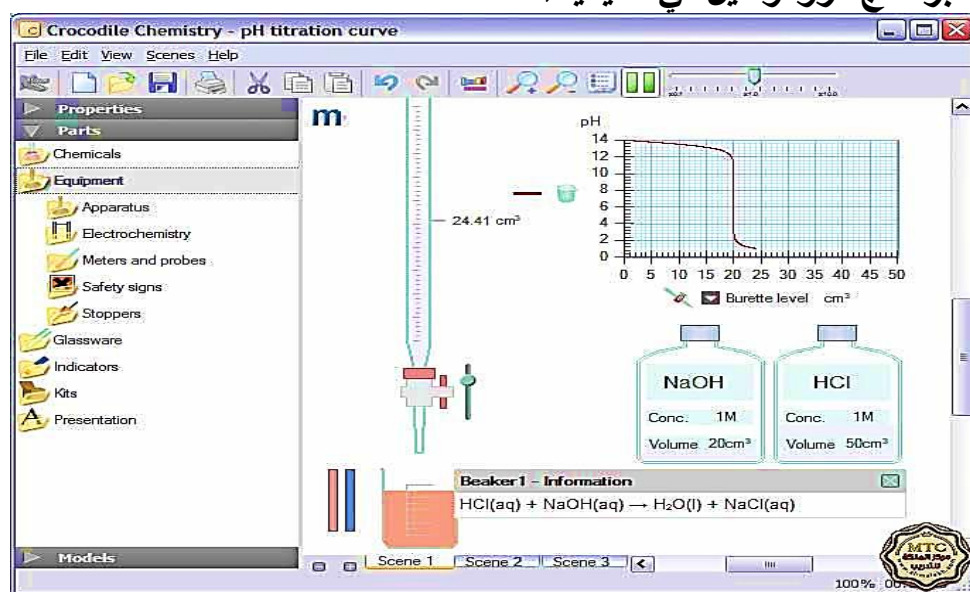 Crocodile Chemistry - pH titration curve
File Edit View Scenes Help
Properties
Parts
Chemicals
Equipment
Apparatus
Electrochemistry
Meters and probes
Safety signs
Stoppers
Glassware
Indicators
Kits
Presentation
Models
m
24.41 cm³
pH
14
12
10
8
6
4
2
0
0 5 10 15 20 25 30 35 40 45 50
Burette level cm³
NaOH
Conc. 1M
Volume 20cm³
HCl
Conc. 1M
Volume 50cm³
Beaker1 - Information
HCl(aq) + NaOH(aq) → H₂O(l) + NaCl(aq)
Scene 1 Scene 2 Scene 3
100%
MTC